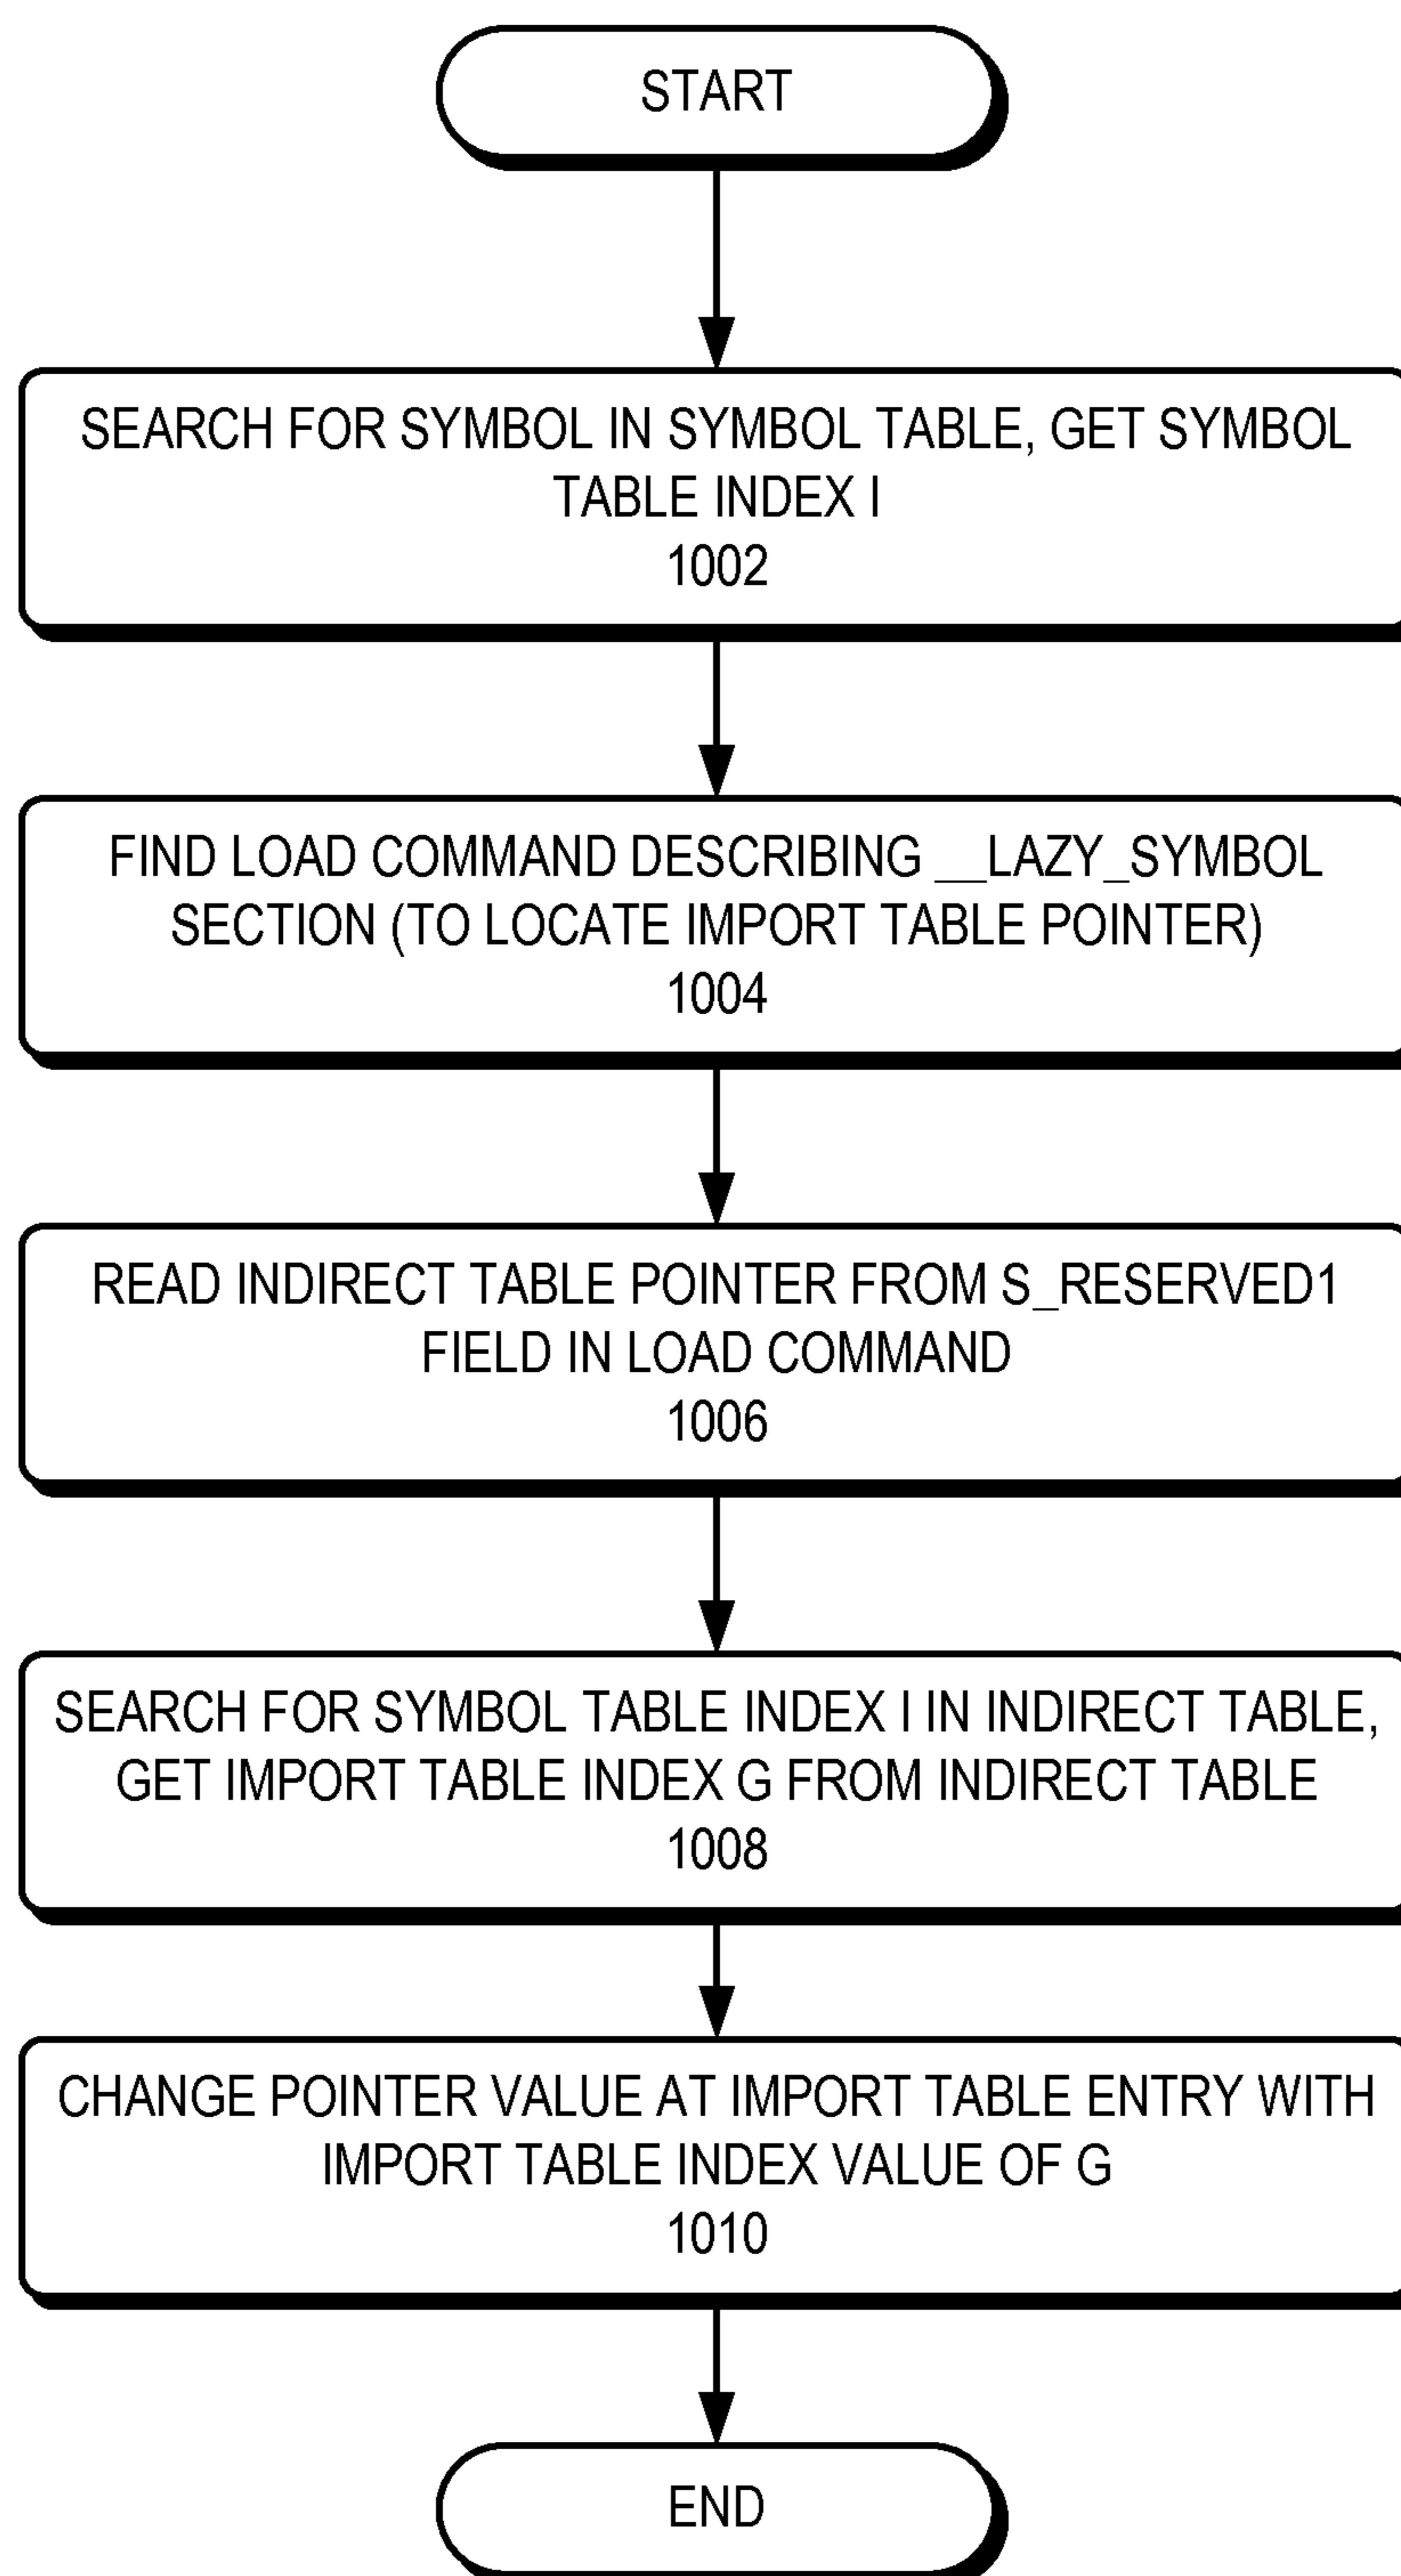 START
SEARCH FOR SYMBOL IN SYMBOL TABLE, GET SYMBOL
TABLE INDEX I
1002
FIND LOAD COMMAND DESCRIBING __LAZY_SYMBOL
SECTION (TO LOCATE IMPORT TABLE POINTER)
1004
READ INDIRECT TABLE POINTER FROM S_RESERVED1
FIELD IN LOAD COMMAND
1006
SEARCH FOR SYMBOL TABLE INDEX I IN INDIRECT TABLE,
GET IMPORT TABLE INDEX G FROM INDIRECT TABLE
1008
CHANGE POINTER VALUE AT IMPORT TABLE ENTRY WITH
IMPORT TABLE INDEX VALUE OF G
1010
END